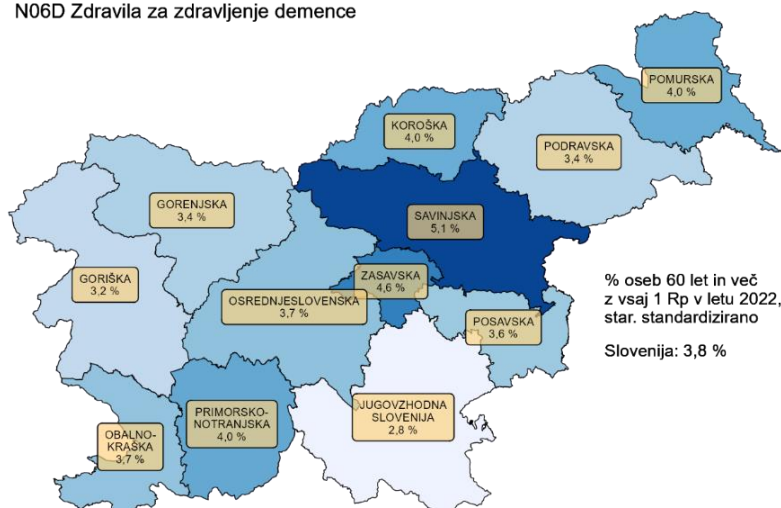 N06D Zdravila za zdravljenje demence
POMURSKA
4,0 %
KOROŠKA
4,0 %
PODRAVSKA
3,4 %
GORENJSKA
3,4 %
SAVINJSKA
5,1 %
GORIŠKA
3,2 %
ZASAVSKA
4,6 %
OSREDNJESLOVENSKA
3,7 %
POSAVSKA
3,6 %
% oseb 60 let in več
z vsaj 1 Rp v letu 2022,
star. standardizirano
Slovenija: 3,8 %
JUGOVZHODNA
SLOVENIJA
2,8 %
PRIMORSKO-
NOTRANJSKA
4,0 %
OBALNO-
KRAŠKA
3,7 %